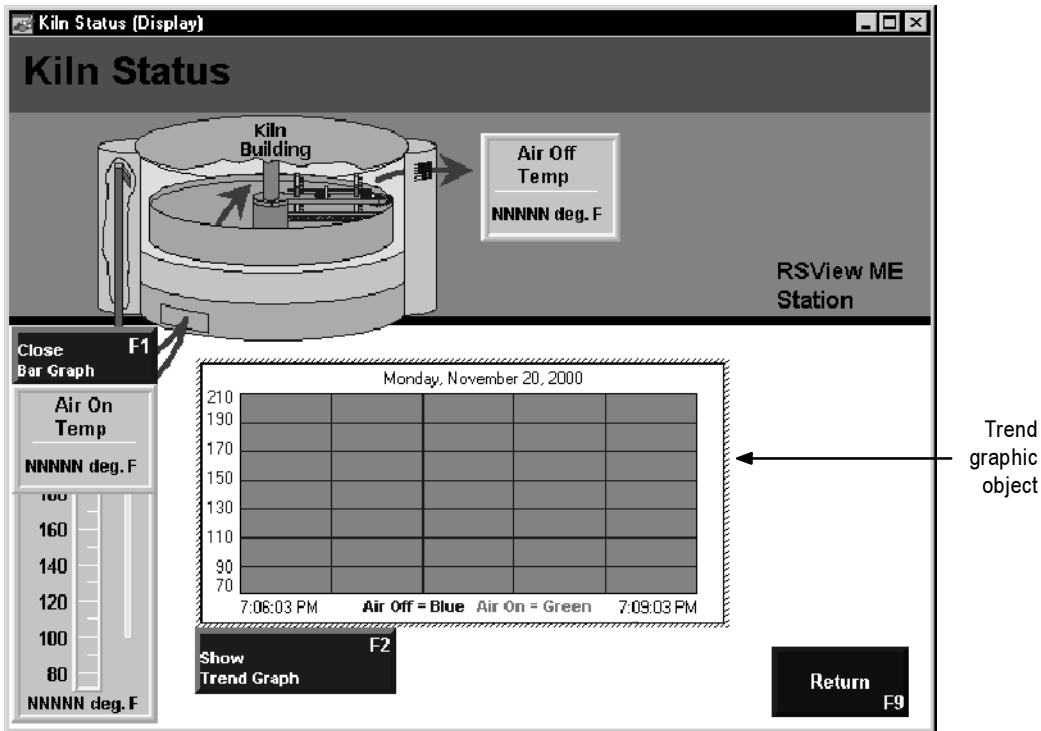 Kiln Status (Display)
Kiln Status
Kiln
Building
Air Off
Temp
NNNNN deg. F
RSView ME
Station
Close
Bar Graph
F1
Air On
Temp
NNNNN deg. F
160
140
120
100
80
NNNNN deg. F
Monday, November 20, 2000
210
190
170
150
130
110
90
70
7:06:03 PM
Air Off = Blue Air On = Green
7:09:03 PM
Show
Trend Graph
F2
Return
F9
Trend
graphic
object